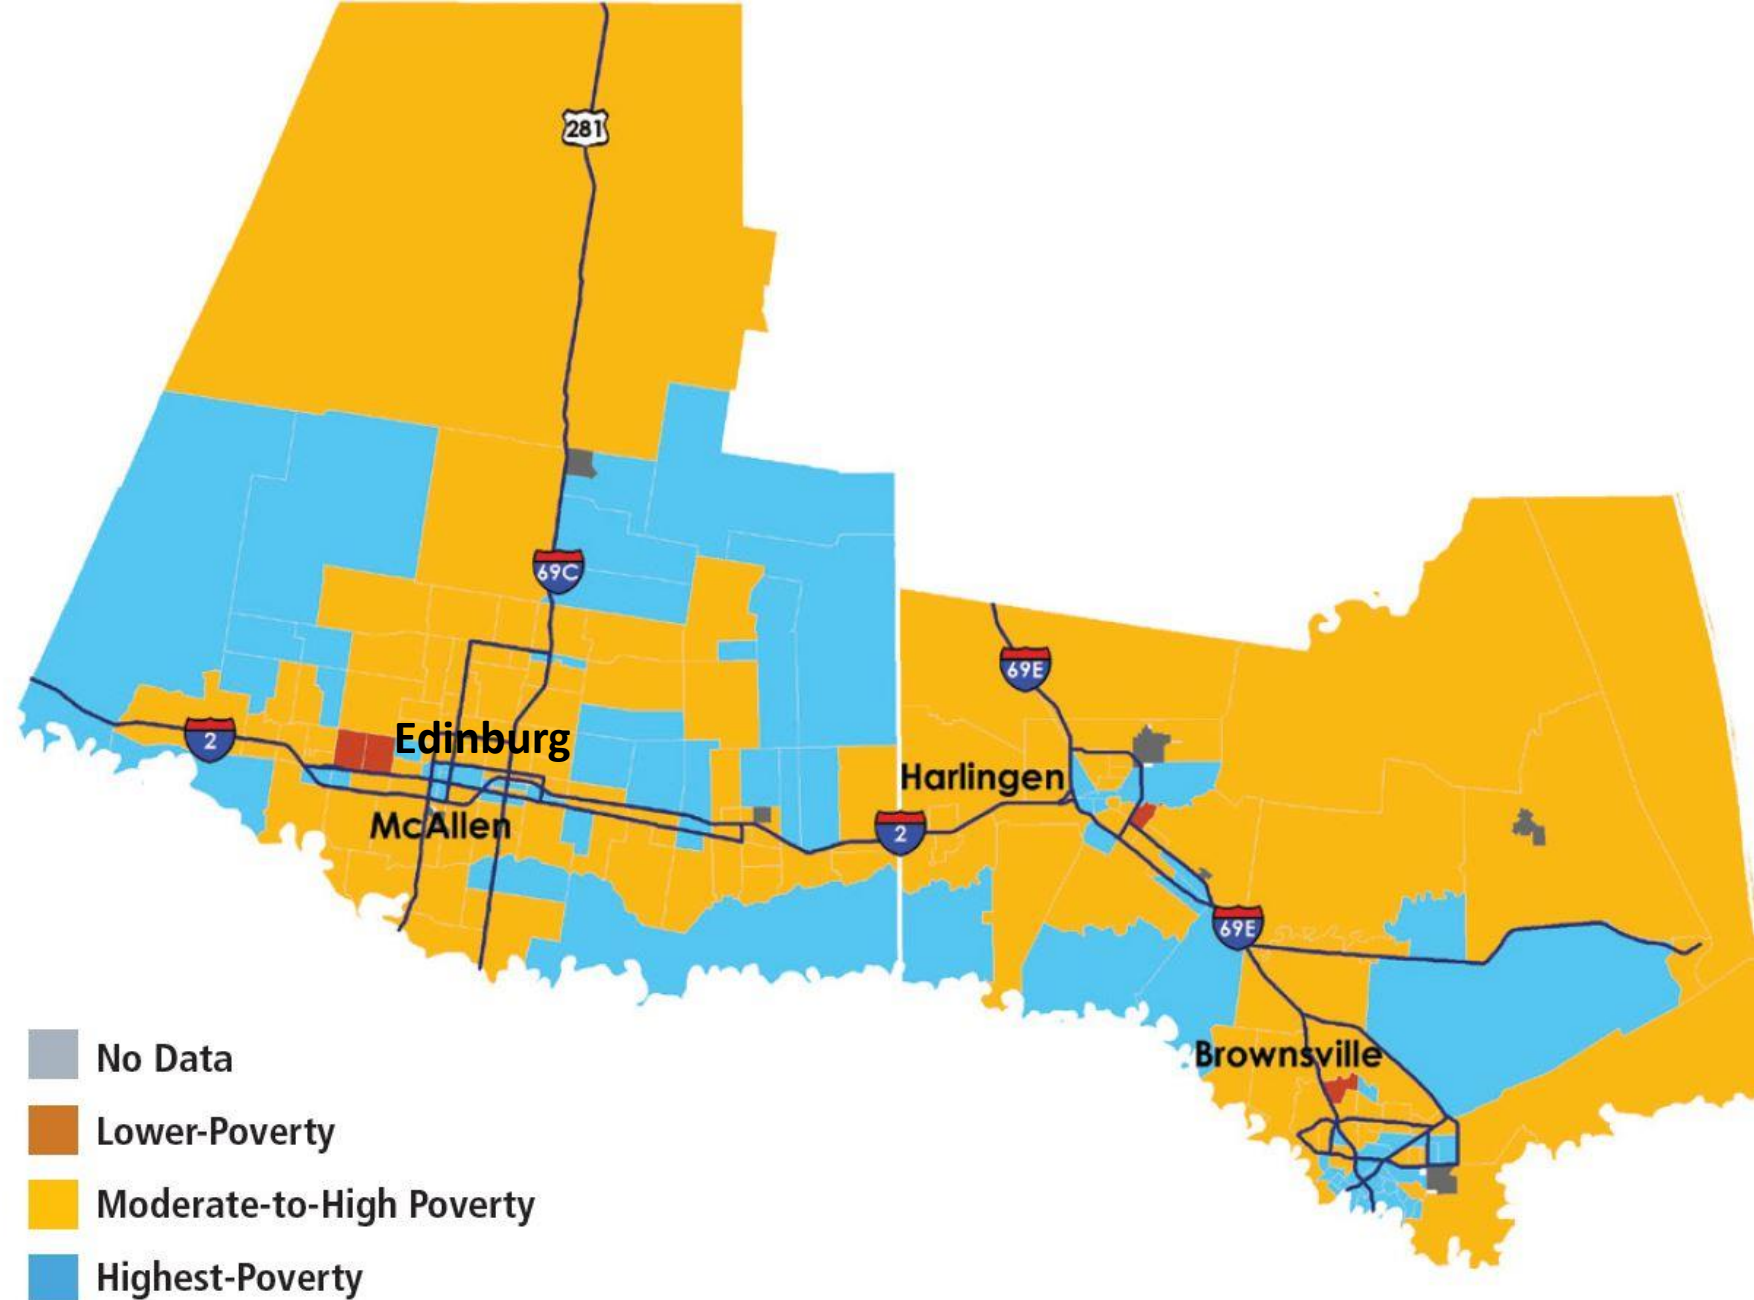 281
69C
69E
Edinburg
2
Harlingen
McAllen
2
69E
Brownsville
No Data
Lower-Poverty
Moderate-to-High Poverty
Highest-Poverty